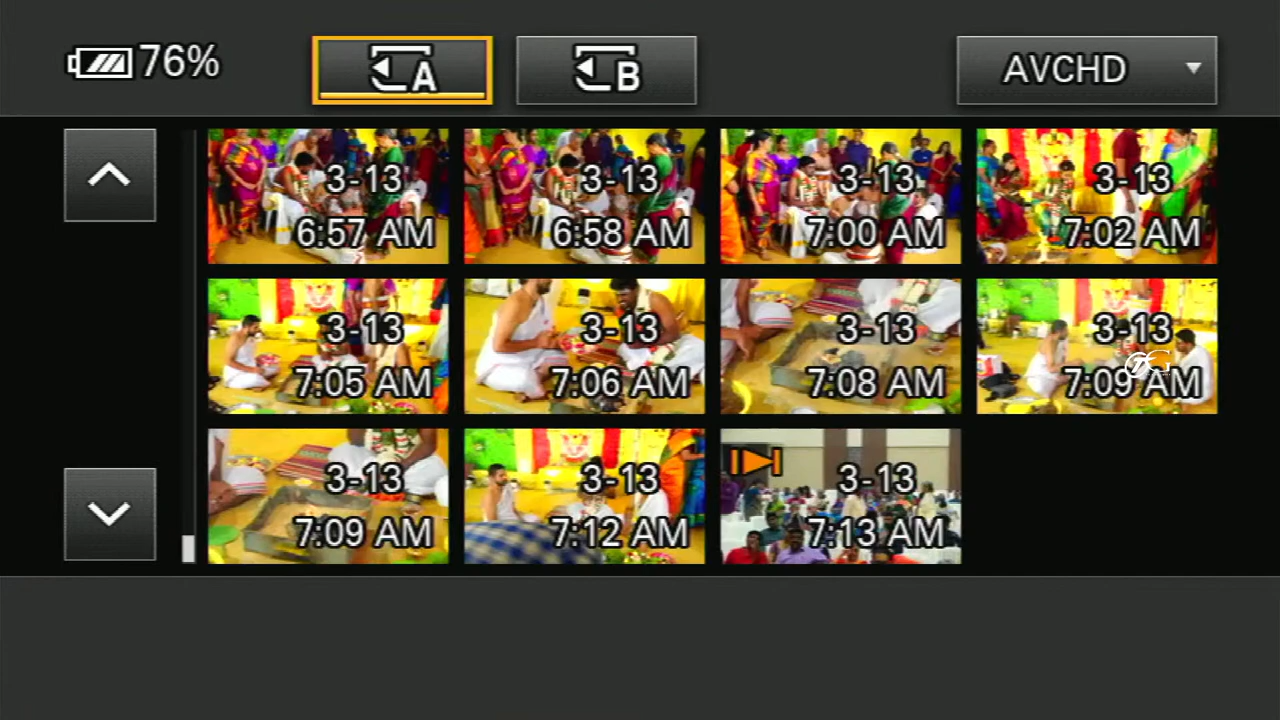 76%
A
B
AVCHD
3-13
6:57 AM
3-13
6:58 AM
3-13
7:00 AM
3-13
7:02 AM
3-13
7:05 AM
3-13
7:06 AM
3-13
7:08 AM
3-13
7:09 AM
3-13
7:09 AM
3-13
7:12 AM
3-13
7:13 AM